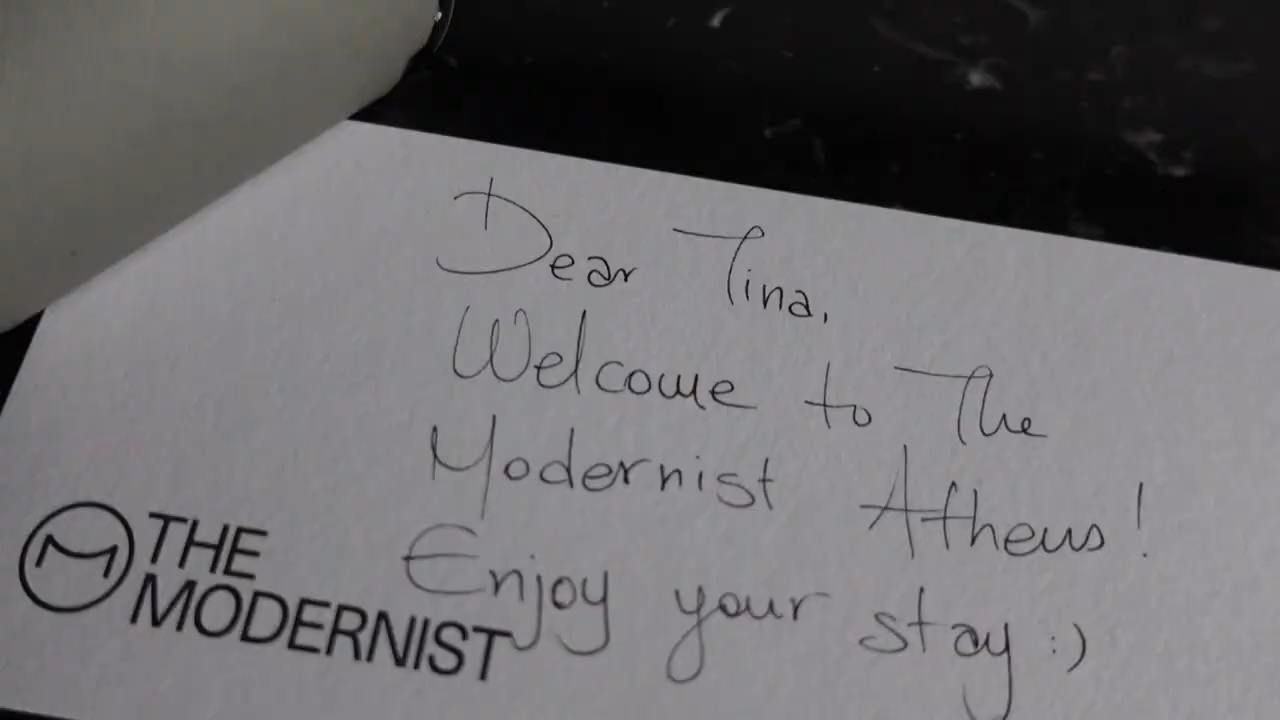 Dear Tina,
Welcome to The
Modernist Athens!
Enjoy your stay :)
THE
MODERNIST